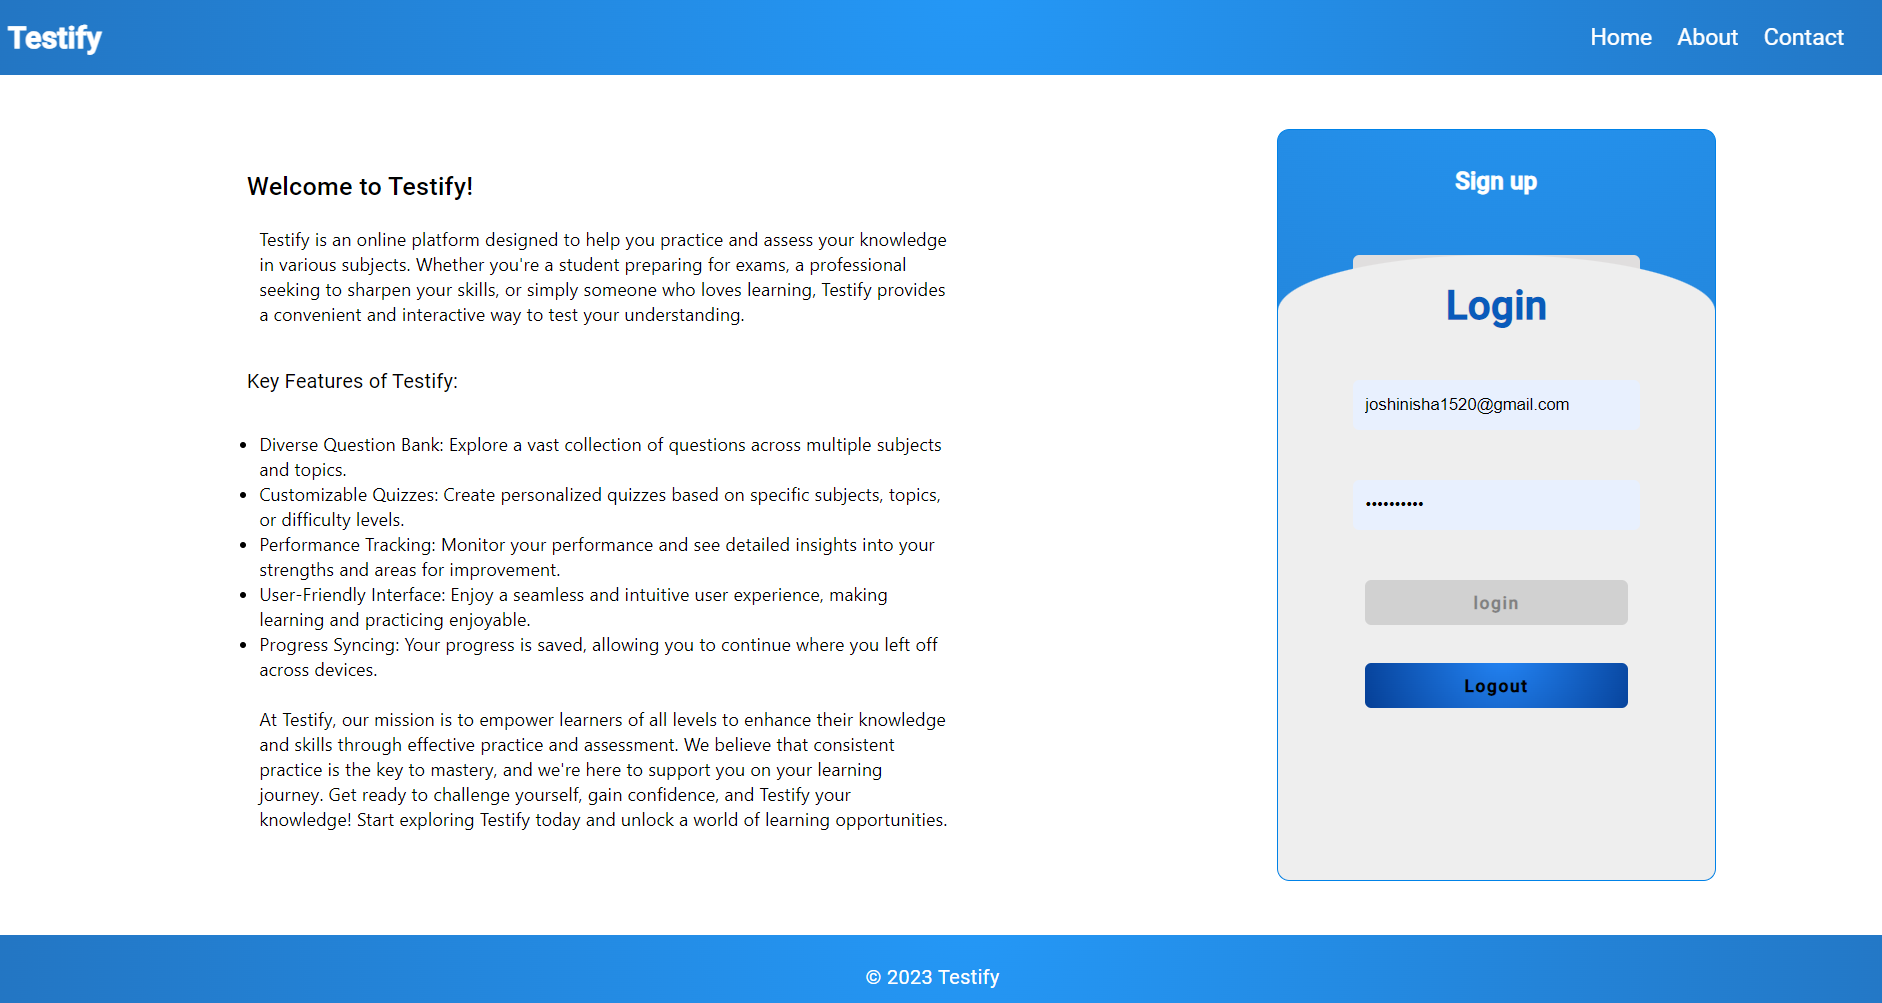 Testify
Home About Contact
Welcome to Testify!
Testify is an online platform designed to help you practice and assess your knowledge
in various subjects. Whether you're a student preparing for exams, a professional
seeking to sharpen your skills, or simply someone who loves learning, Testify provides
a convenient and interactive way to test your understanding.
Key Features of Testify:
• Diverse Question Bank: Explore a vast collection of questions across multiple subjects
and topics.
• Customizable Quizzes: Create personalized quizzes based on specific subjects, topics,
or difficulty levels.
• Performance Tracking: Monitor your performance and see detailed insights into your
strengths and areas for improvement.
• User-Friendly Interface: Enjoy a seamless and intuitive user experience, making
learning and practicing enjoyable.
• Progress Syncing: Your progress is saved, allowing you to continue where you left off
across devices.
At Testify, our mission is to empower learners of all levels to enhance their knowledge
and skills through effective practice and assessment. We believe that consistent
practice is the key to mastery, and we're here to support you on your learning
journey. Get ready to challenge yourself, gain confidence, and Testify your
knowledge! Start exploring Testify today and unlock a world of learning opportunities.
Sign up
Login
joshinisha1520@gmail.com
••••••••••
login
Logout
© 2023 Testify